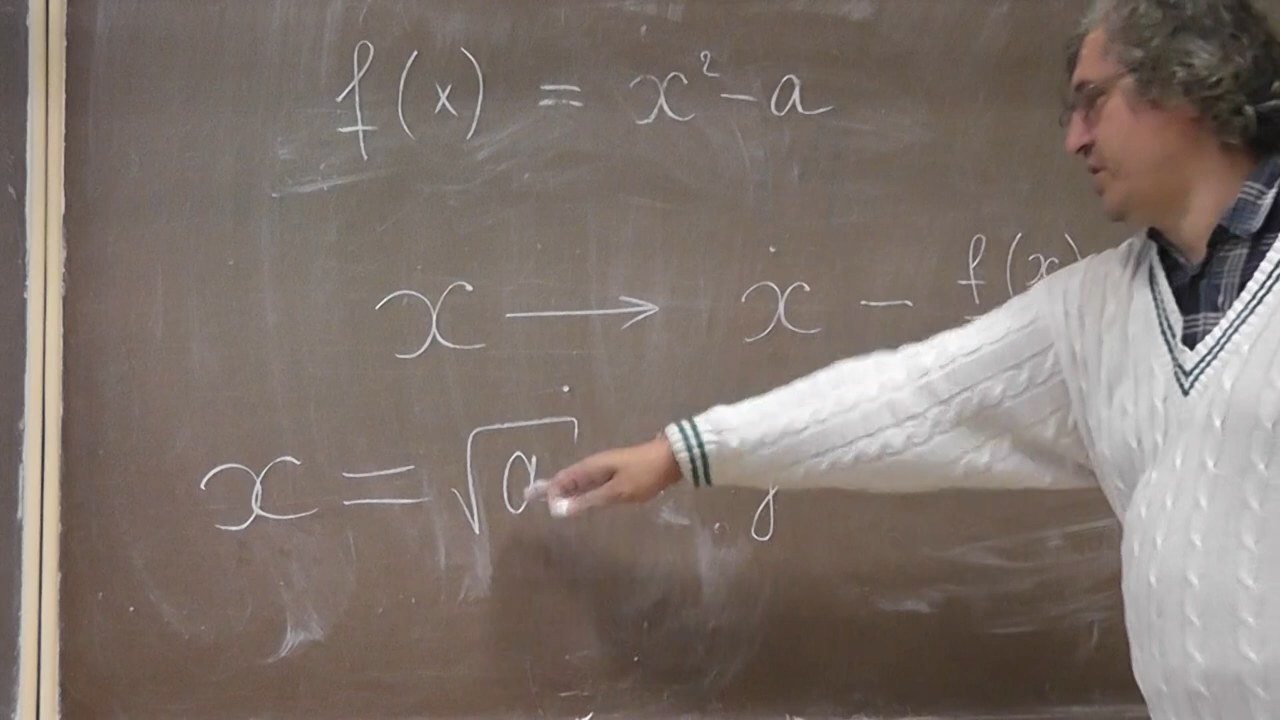 f(x) = x²-a
x → x - f(x)
x = √a